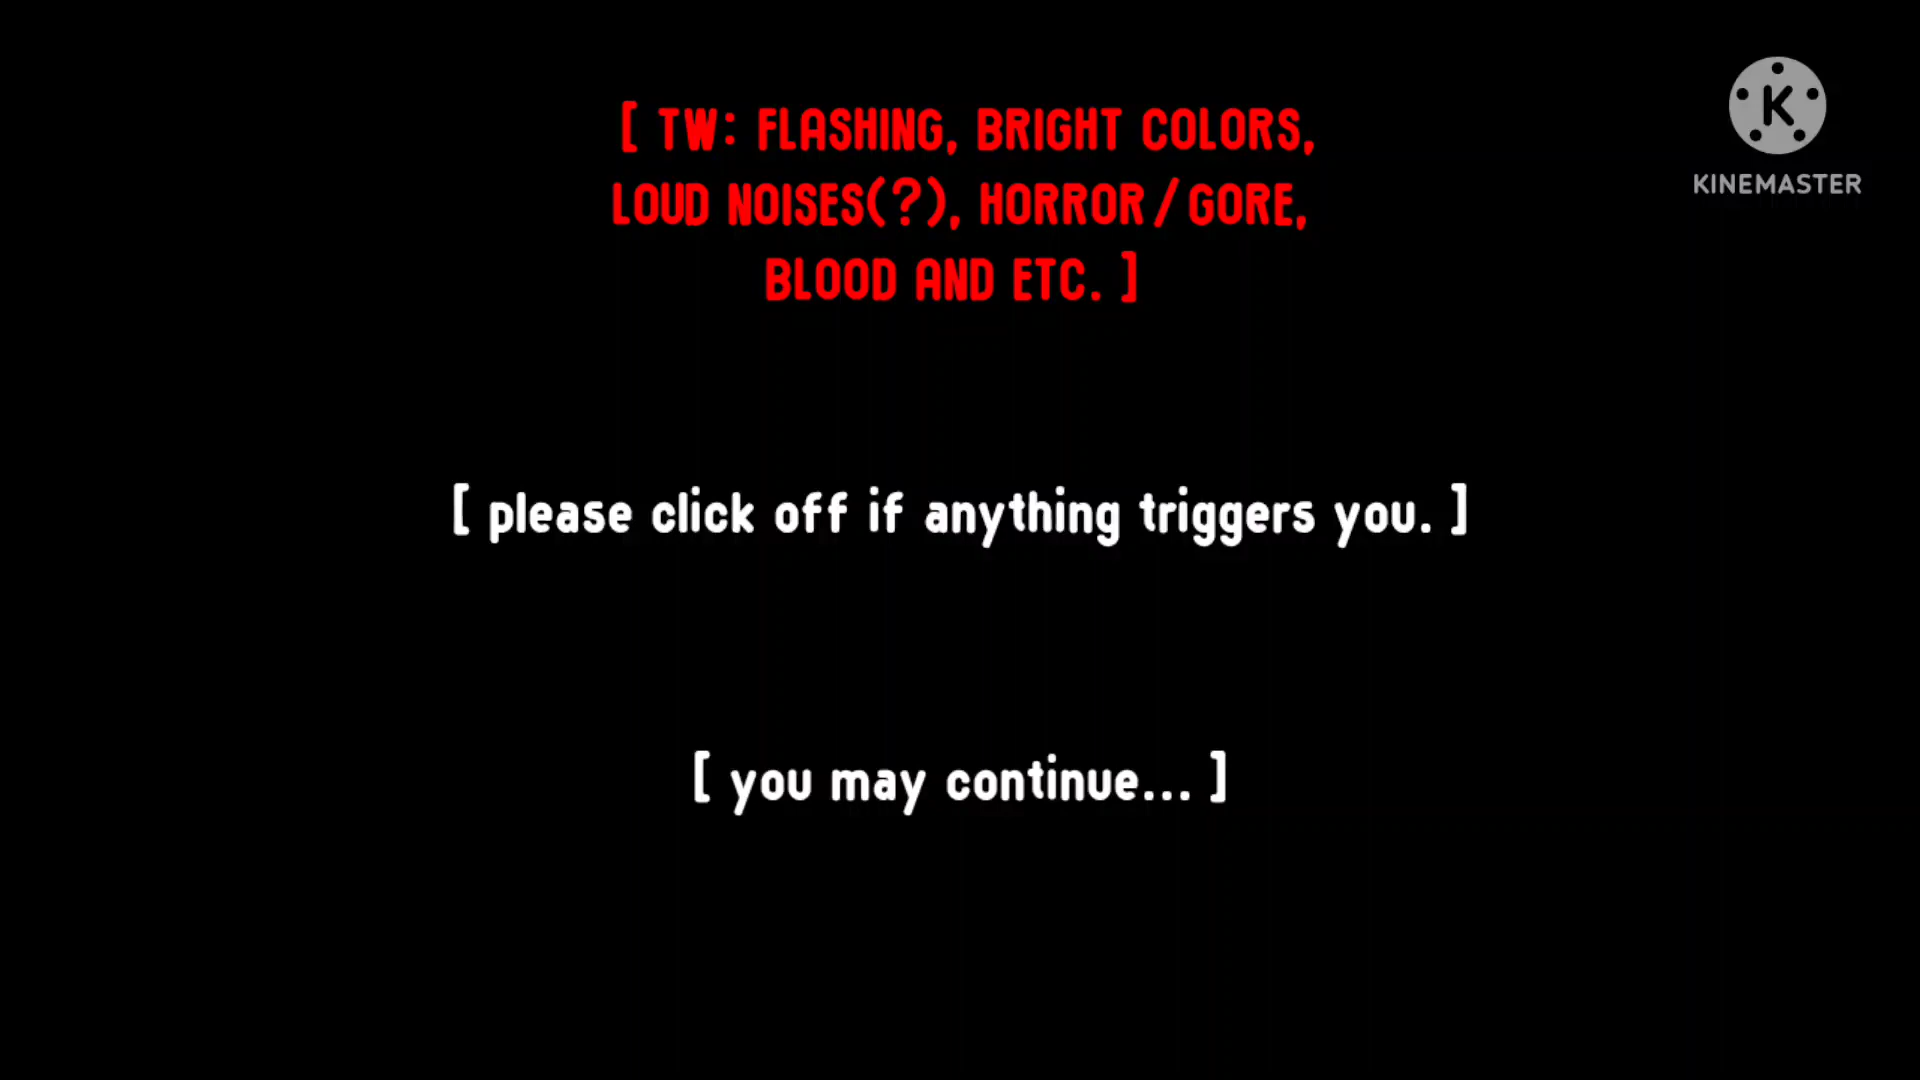 [ TW: FLASHING, BRIGHT COLORS,
LOUD NOISES(?), HORROR/GORE,
BLOOD AND ETC. ]
K
KINEMASTER
[ please click off if anything triggers you. ]
[ you may continue... ]